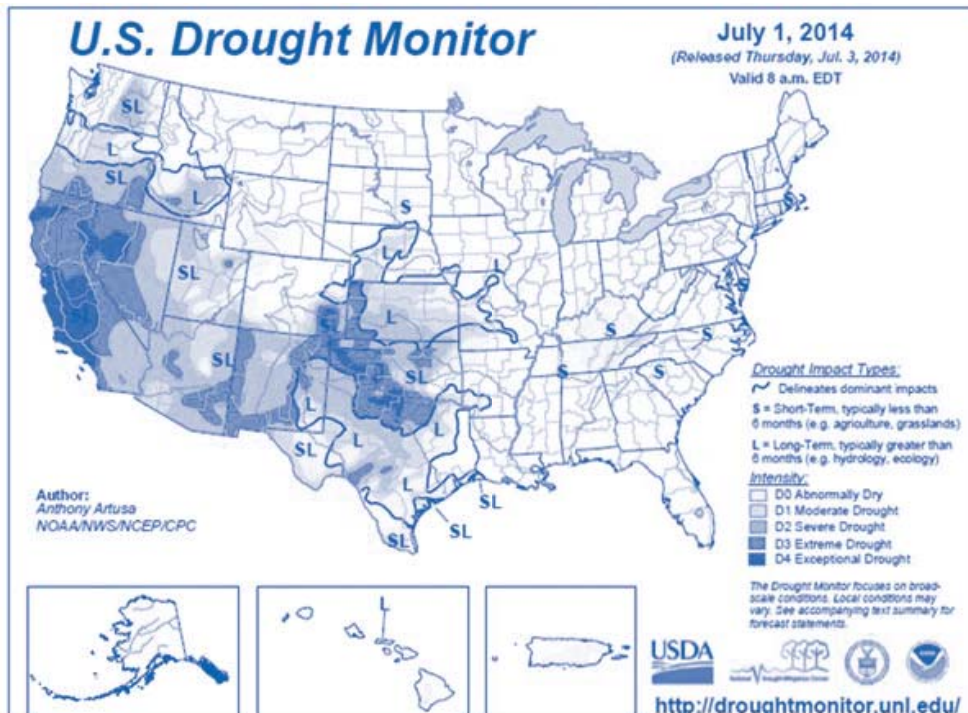 U.S. Drought Monitor
July 1, 2014
(Released Thursday, Jul. 3, 2014)
Valid 8 a.m. EDT
SL
L
SL
L
S
L
SL
L
L
S
S
S
S
S
SL
SL
L
L
L
SL
L
SL
SL
SL
Drought Impact Types:
Delineates dominant impacts
S = Short-Term, typically less than
6 months (e.g. agriculture, grasslands)
L = Long-Term, typically greater than
6 months (e.g. hydrology, ecology)
Intensity:
D0 Abnormally Dry
D1 Moderate Drought
D2 Severe Drought
D3 Extreme Drought
D4 Exceptional Drought
Author:
Anthony Artusa
NOAA/NWS/NCEP/CPC
The Drought Monitor focuses on broad-
scale conditions. Local conditions may
vary. See accompanying text summary for
forecast statements.
L
USDA
National Drought Mitigation Center
http://droughtmonitor.unl.edu/